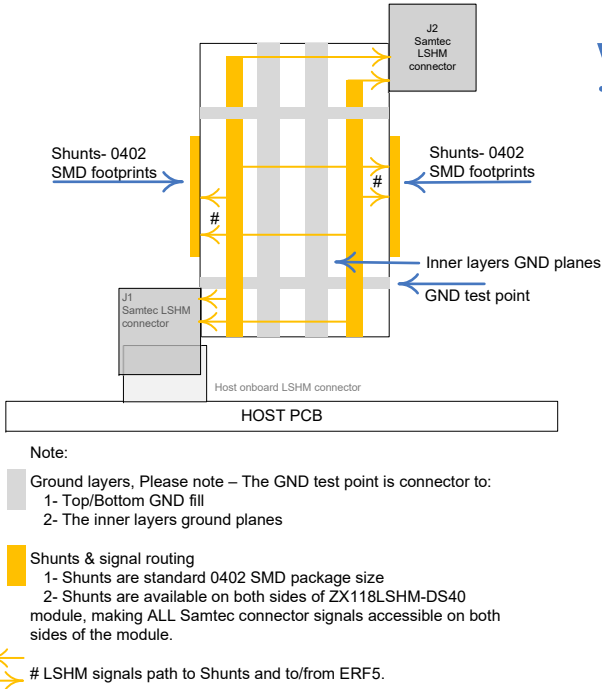 J2
Samtec
LSHM
connector
Shunts- 0402
SMD footprints
Shunts- 0402
SMD footprints
#
#
Inner layers GND planes
GND test point
J1
Samtec LSHM
connector
Host onboard LSHM connector
HOST PCB
Note:
Ground layers, Please note – The GND test point is connector to:
1- Top/Bottom GND fill
2- The inner layers ground planes
Shunts & signal routing
1- Shunts are standard 0402 SMD package size
2- Shunts are available on both sides of ZX118LSHM-DS40
module, making ALL Samtec connector signals accessible on both
sides of the module.
# LSHM signals path to Shunts and to/from ERF5.